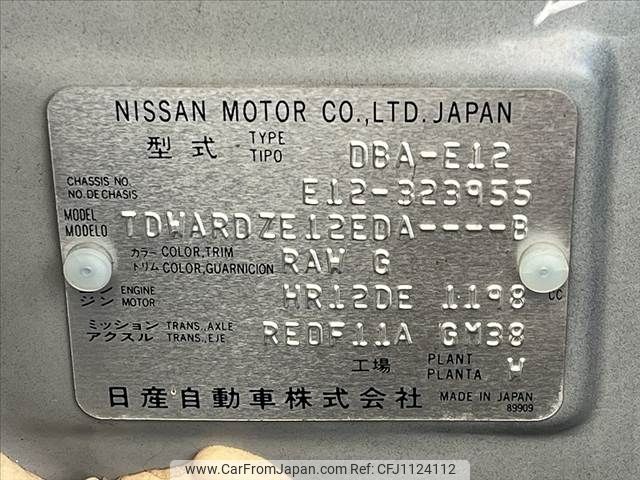 NISSAN MOTOR CO.,LTD. JAPAN
型式 TYPE TIPO DBA-E12
CHASSIS NO. NO.DE CHASIS E12-323955
MODEL MODELO TDWARDZE12EDA----B
カラー COLOR,TRIM トリム COLOR,GUARNICION RAW G
ジン ENGINE MOTOR HR12DE 1198 CC
ミッション TRANS.,AXLE アクスル TRANS.,EJE RE0F11A GM38
工場 PLANT PLANTA W
日産自動車株式会社 MADE IN JAPAN
89909
www.CarFromJapan.com - REF:CFJ1124112